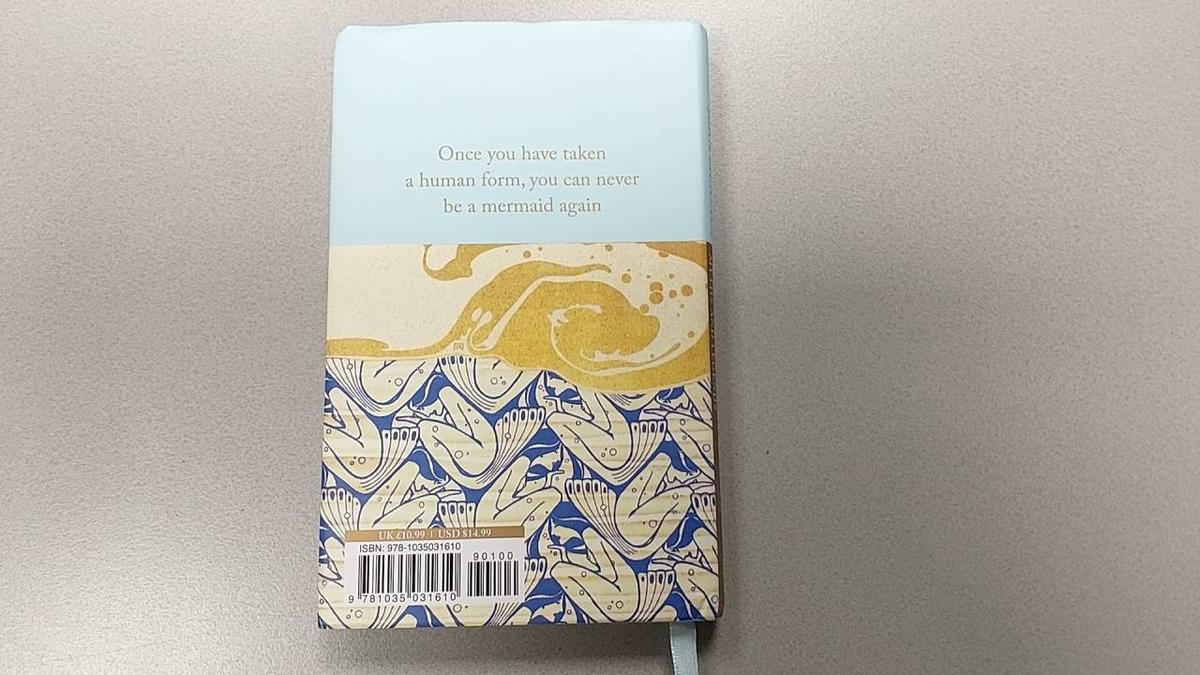 Once you have taken
a human form, you can never
be a mermaid again
UK £10.99 | USD $14.99
ISBN: 978-1035031610
90100
9 781035 031610